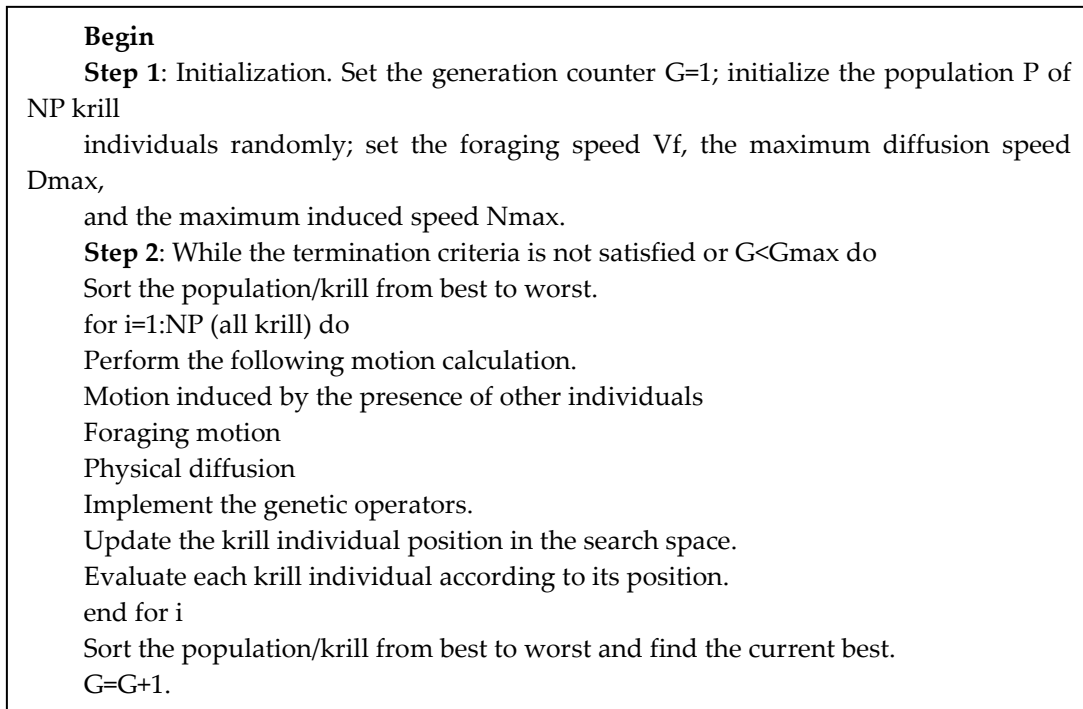 Begin
Step 1: Initialization. Set the generation counter G=1; initialize the population P of
NP krill
individuals randomly; set the foraging speed Vf, the maximum diffusion speed
Dmax,
and the maximum induced speed Nmax.
Step 2: While the termination criteria is not satisfied or G<Gmax do
Sort the population/krill from best to worst.
for i=1:NP (all krill) do
Perform the following motion calculation.
Motion induced by the presence of other individuals
Foraging motion
Physical diffusion
Implement the genetic operators.
Update the krill individual position in the search space.
Evaluate each krill individual according to its position.
end for i
Sort the population/krill from best to worst and find the current best.
G=G+1.